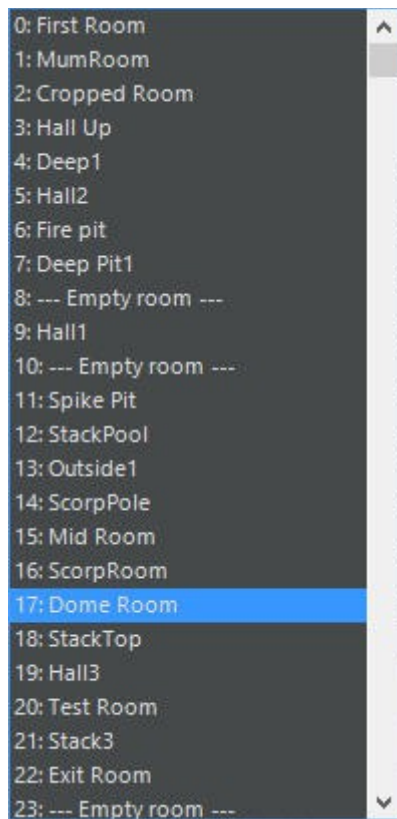 0: First Room
1: MumRoom
2: Cropped Room
3: Hall Up
4: Deep1
5: Hall2
6: Fire pit
7: Deep Pit1
8: --- Empty room ---
9: Hall1
10: --- Empty room ---
11: Spike Pit
12: StackPool
13: Outside1
14: ScorpPole
15: Mid Room
16: ScorpRoom
17: Dome Room
18: StackTop
19: Hall3
20: Test Room
21: Stack3
22: Exit Room
23: --- Empty room ---